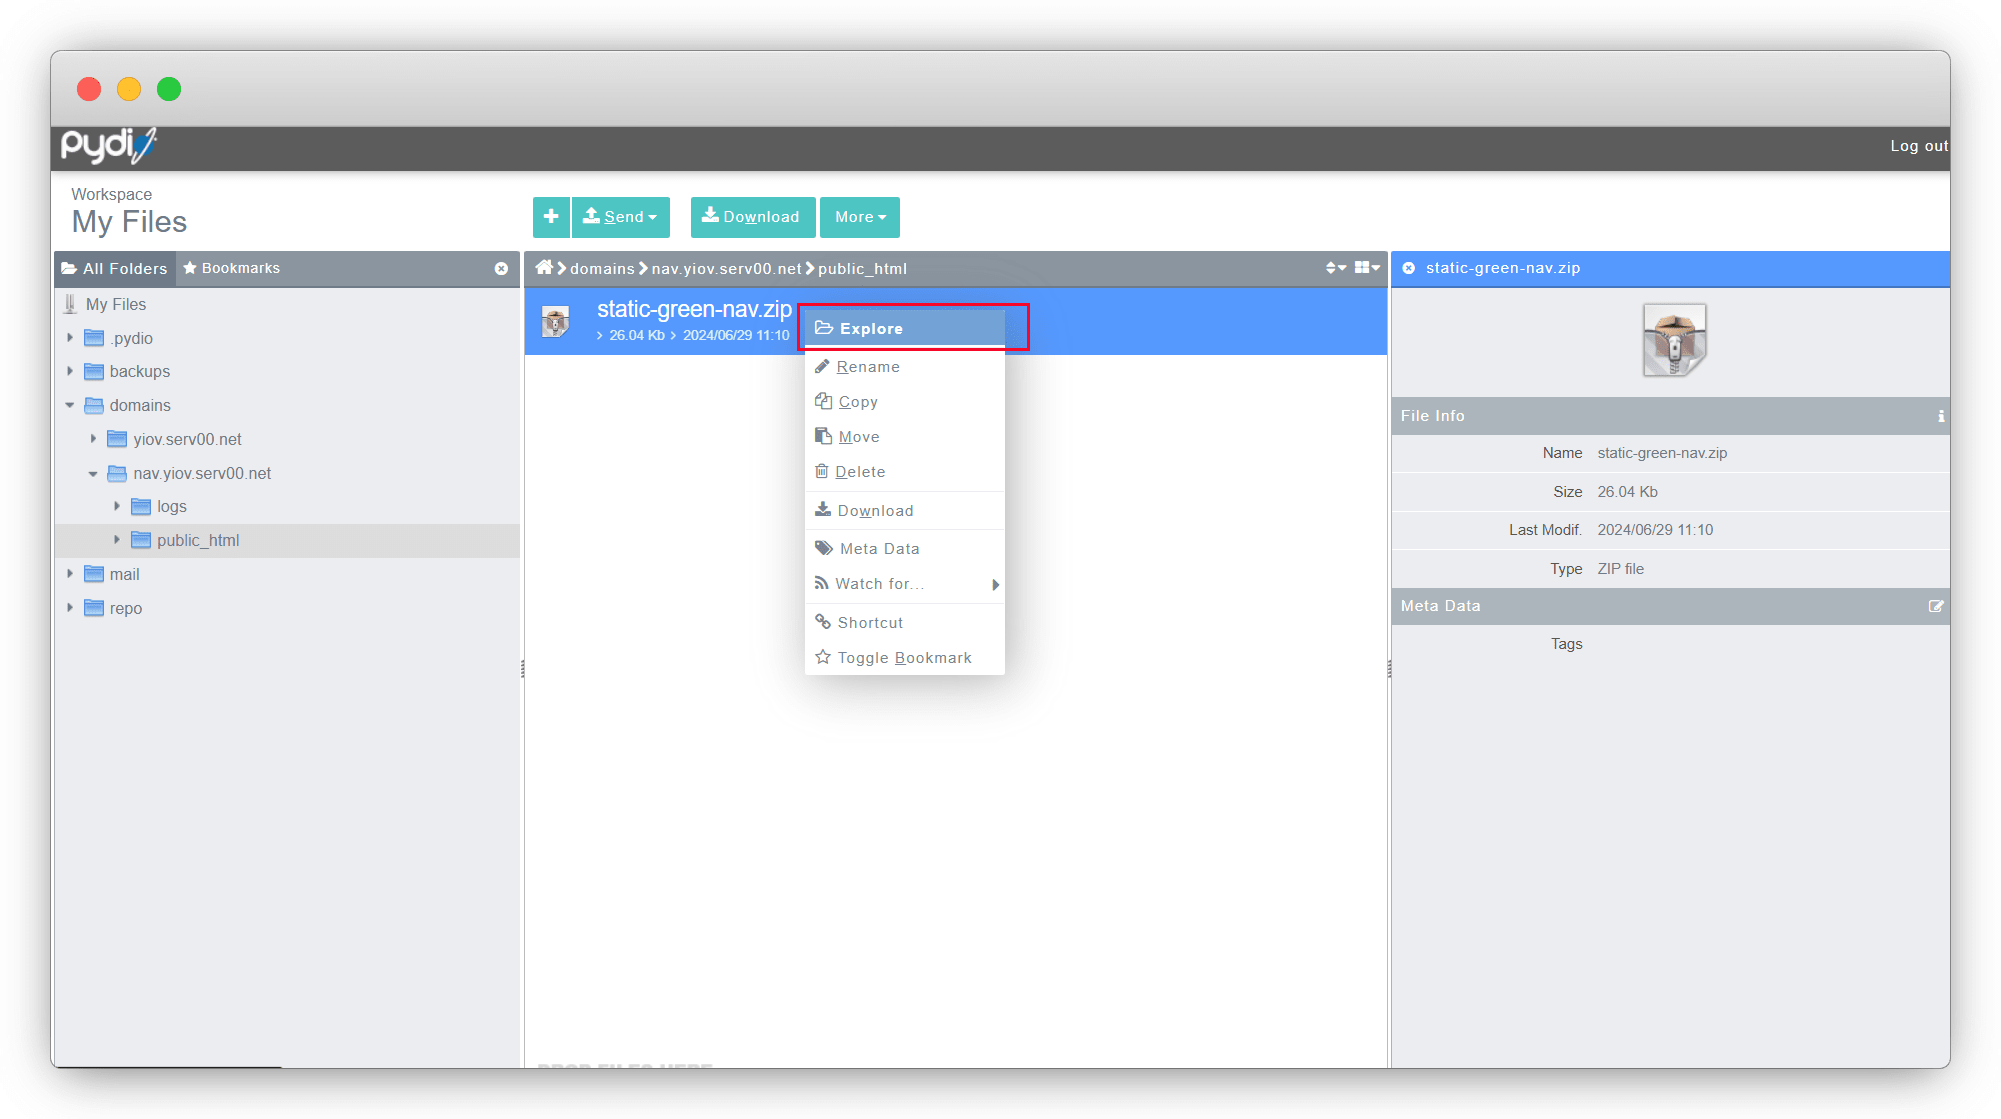 pydio
Log out
Workspace
My Files
Send
Download
More
All Folders
Bookmarks
domains
nav.yiov.serv00.net
public_html
static-green-nav.zip
My Files
.pydio
backups
domains
yiov.serv00.net
nav.yiov.serv00.net
logs
public_html
mail
repo
static-green-nav.zip
26.04 Kb
2024/06/29 11:10
Explore
Rename
Copy
Move
Delete
Download
Meta Data
Watch for...
Shortcut
Toggle Bookmark
File Info
Name static-green-nav.zip
Size 26.04 Kb
Last Modif. 2024/06/29 11:10
Type ZIP file
Meta Data
Tags
DROP FILES HERE